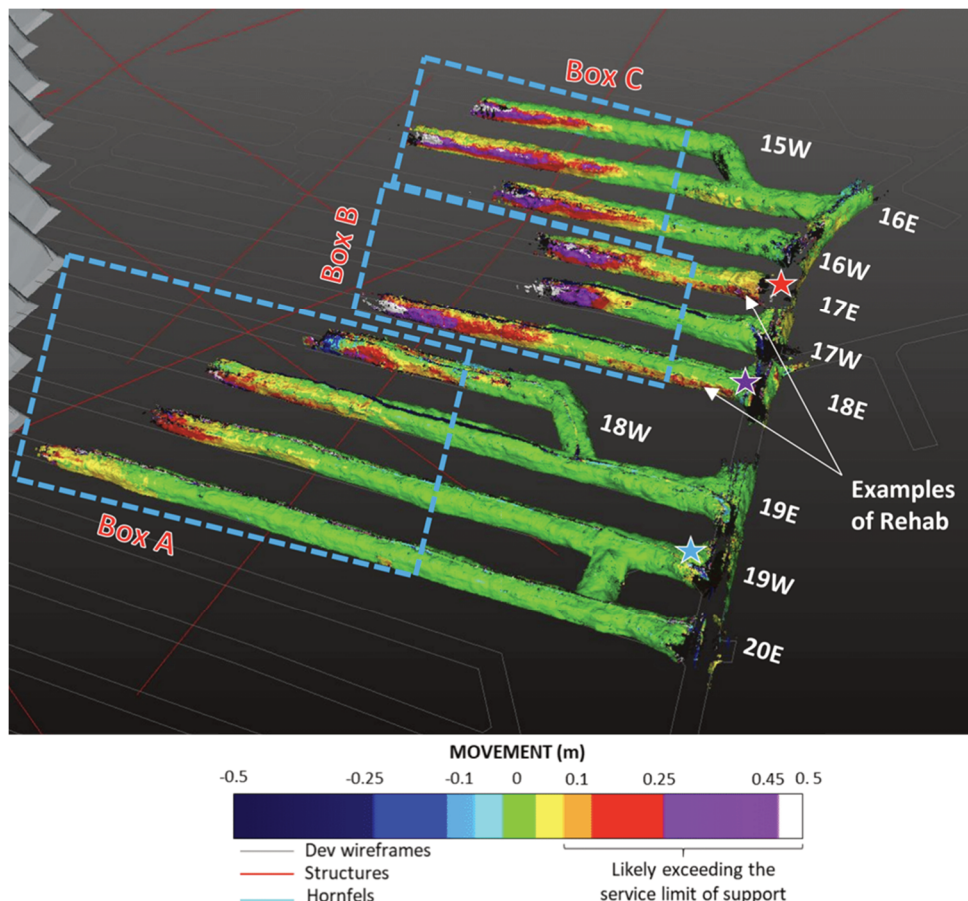 Box C
15W
16E
Box B
16W
17E
17W
18E
18W
Examples
of Rehab
19E
Box A
19W
20E
MOVEMENT (m)
-0.5 -0.25 -0.1 0 0.1 0.25 0.45 0.5
Dev wireframes
Structures
Hornfels
Likely exceeding the
service limit of support